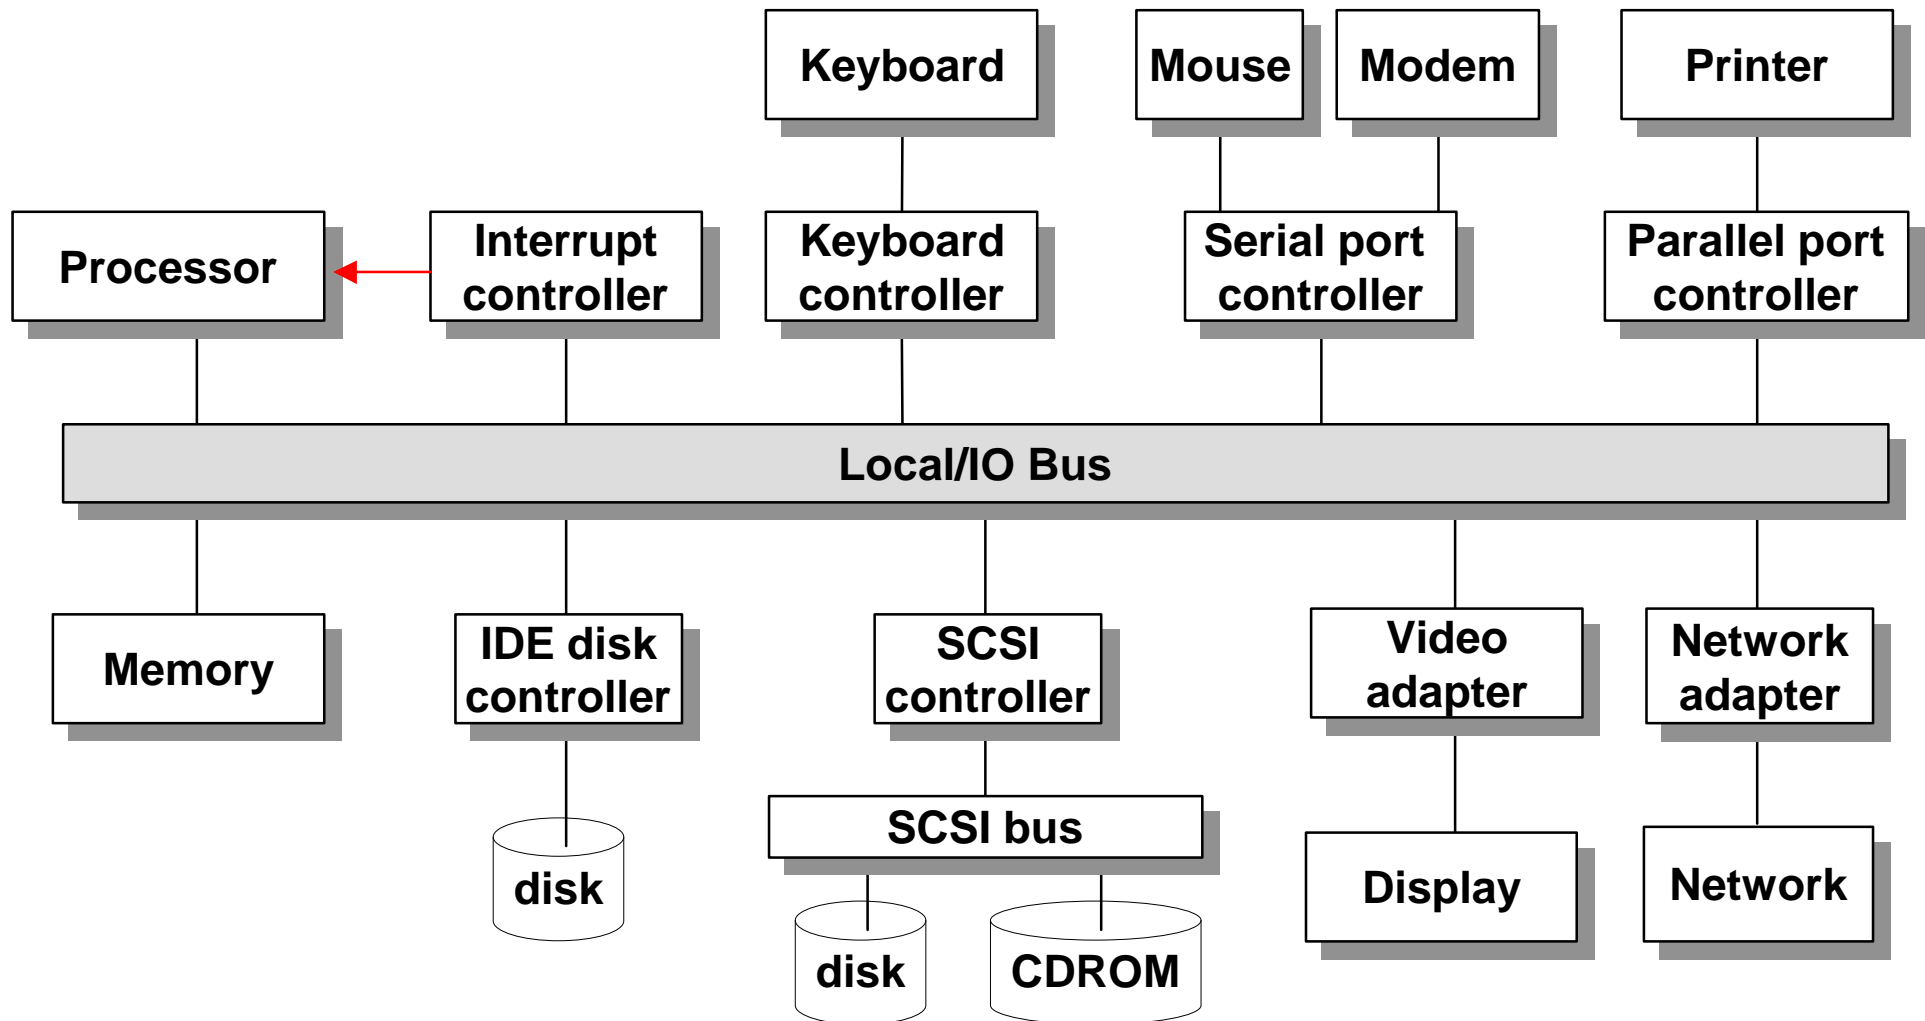 Keyboard
Mouse
Modem
Printer
Processor
Interrupt
controller
Keyboard
controller
Serial port
controller
Parallel port
controller
Local/IO Bus
Memory
IDE disk
controller
SCSI
controller
Video
adapter
Network
adapter
SCSI bus
disk
Display
Network
disk
CDROM